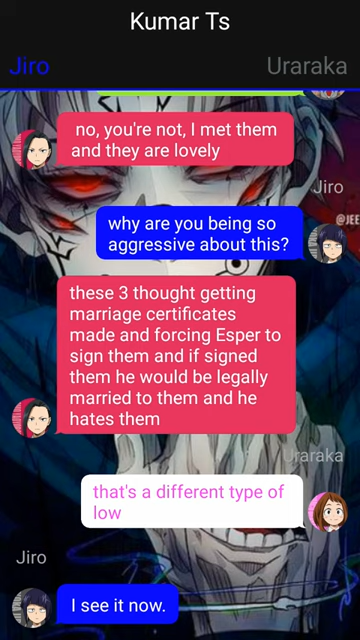 Kumar Ts
Jiro
Uraraka
no, you're not, I met them
and they are lovely
Jiro
@JEE
why are you being so
aggressive about this?
these 3 thought getting
marriage certificates
made and forcing Esper to
sign them and if signed
them he would be legally
married to them and he
hates them
Uraraka
that's a different type of
low
Jiro
I see it now.